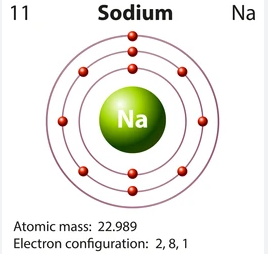 11 Sodium Na
Na
Atomic mass: 22.989
Electron configuration: 2, 8, 1